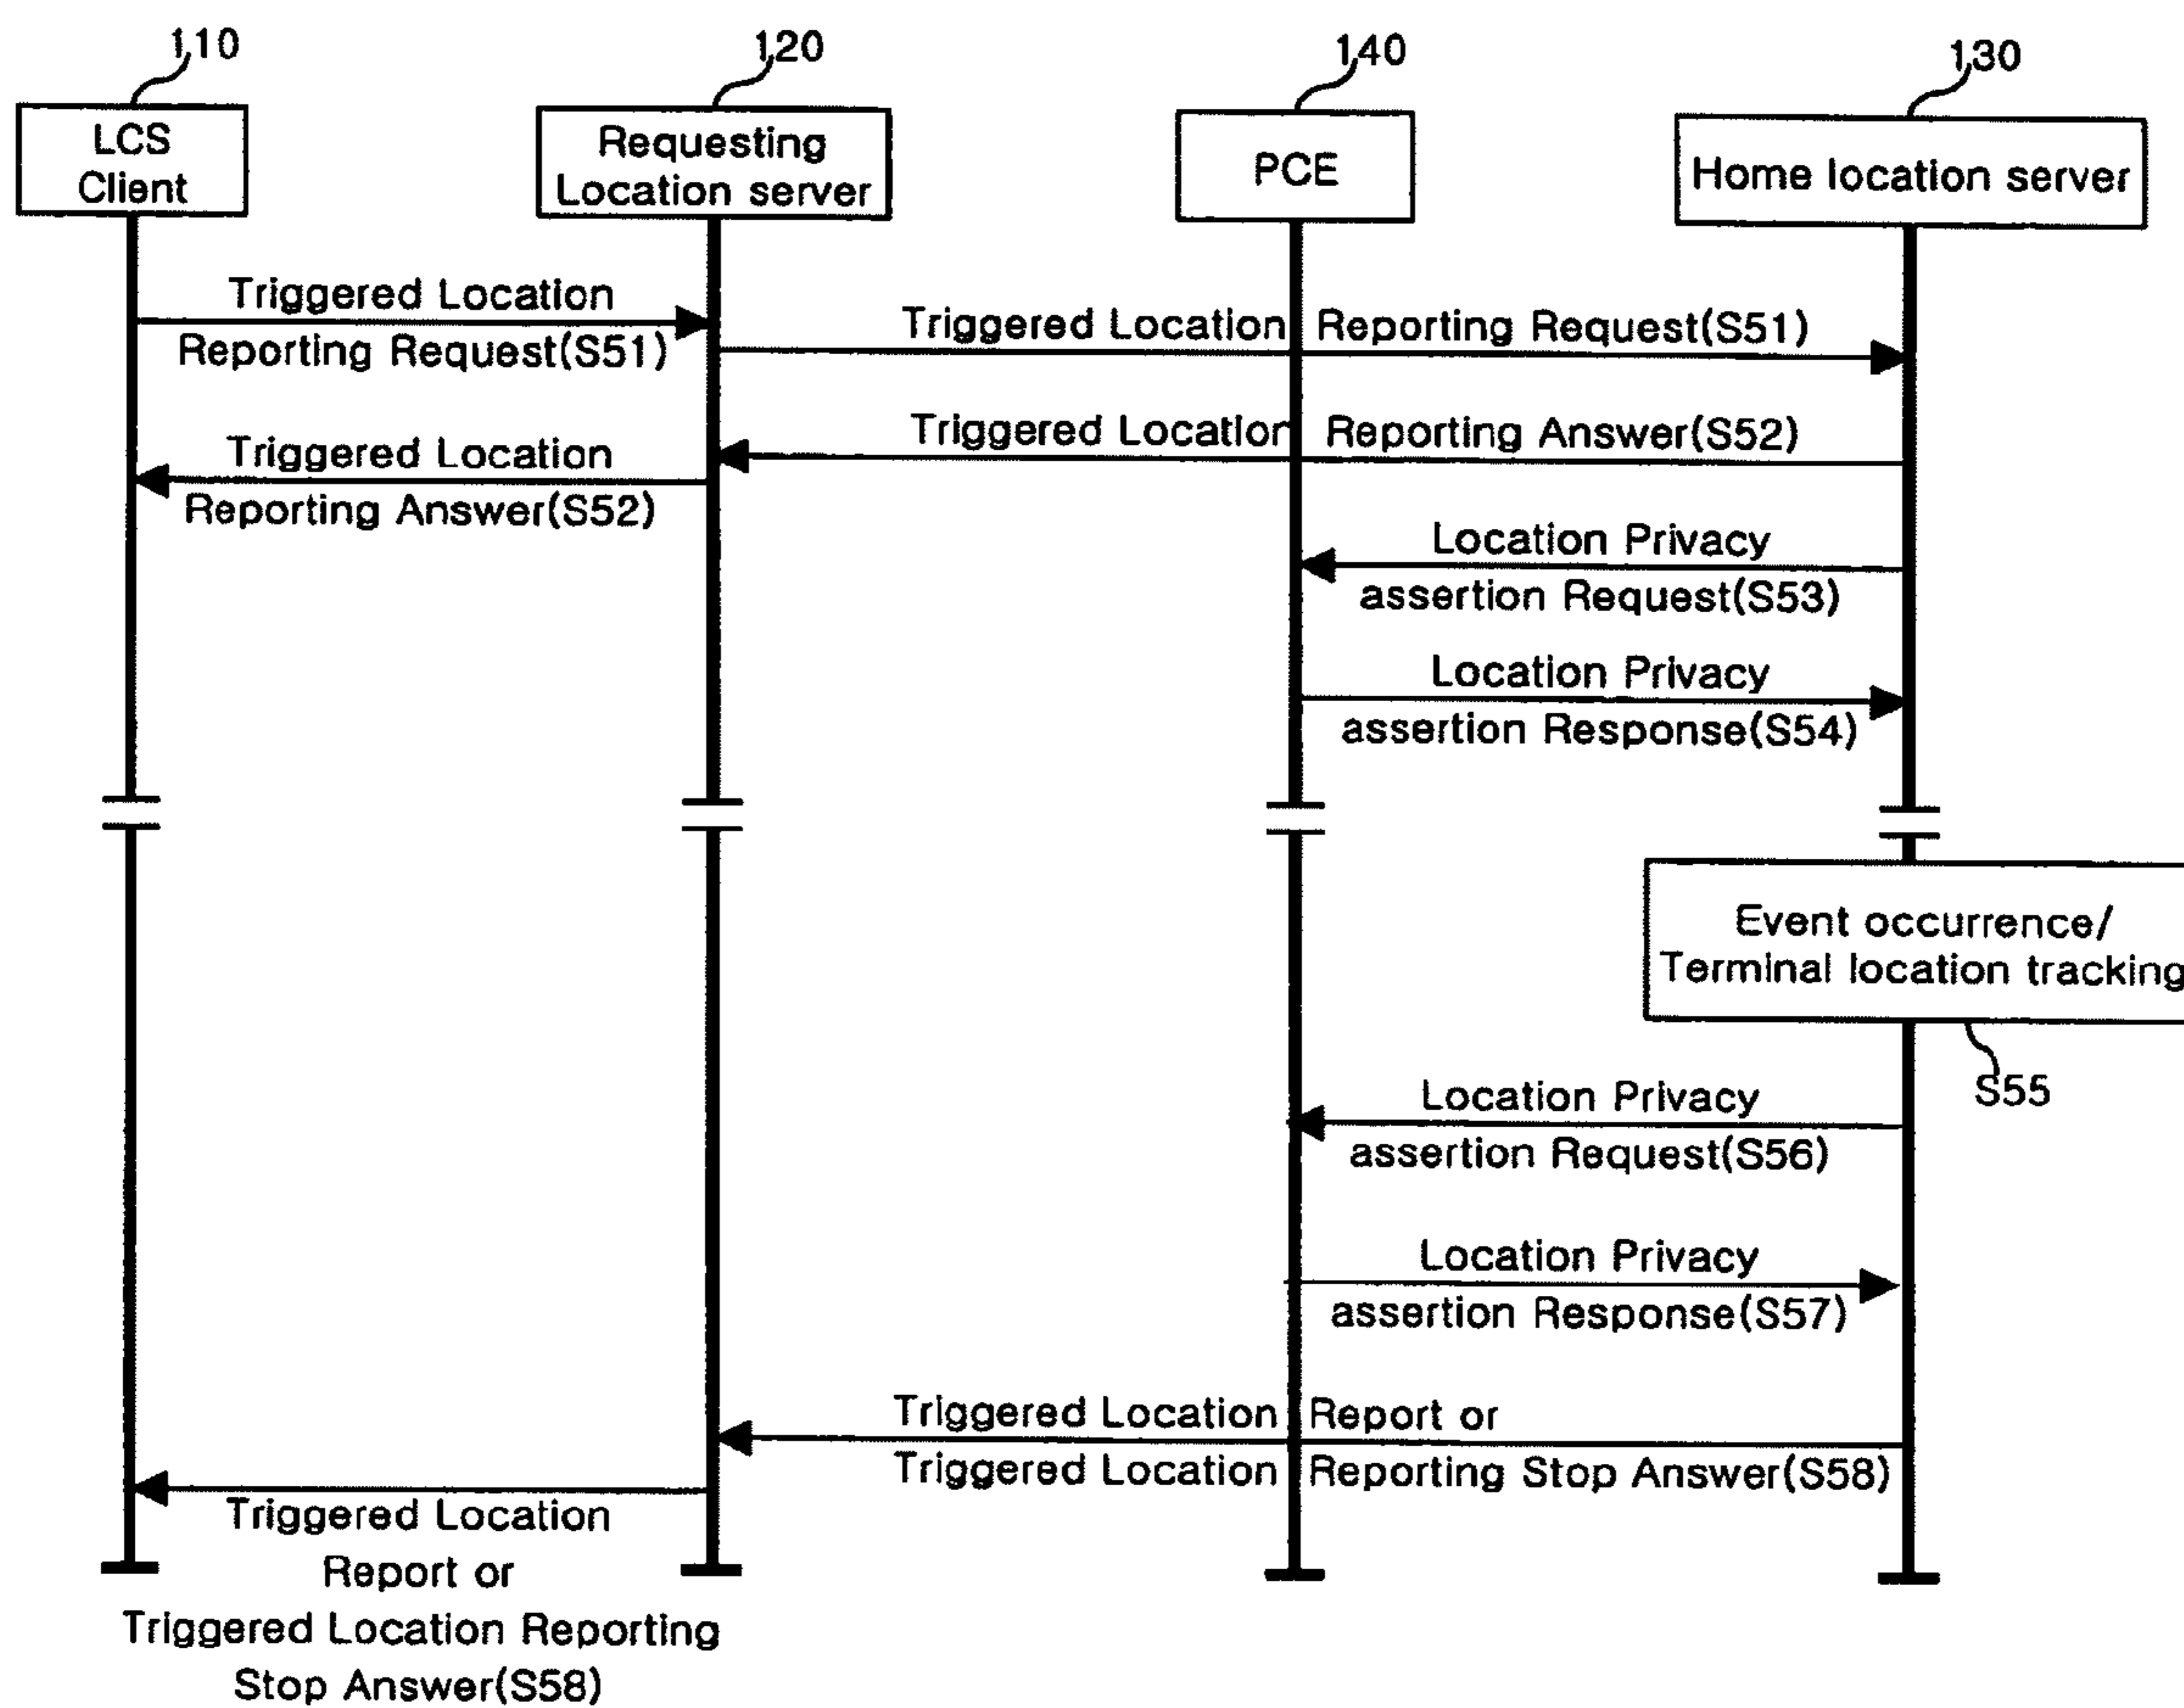 110
120
140
130
LCS
Client
Requesting
Location server
PCE
Home location server
Triggered Location
Reporting Request(S51)
Triggered Location Reporting Request(S51)
Triggered Location Reporting Answer(S52)
Triggered Location
Reporting Answer(S52)
Location Privacy
assertion Request(S53)
Location Privacy
assertion Response(S54)
Event occurrence/
Terminal location tracking
S55
Location Privacy
assertion Request(S56)
Location Privacy
assertion Response(S57)
Triggered Location Report or
Triggered Location Reporting Stop Answer(S58)
Triggered Location
Report or
Triggered Location Reporting
Stop Answer(S58)